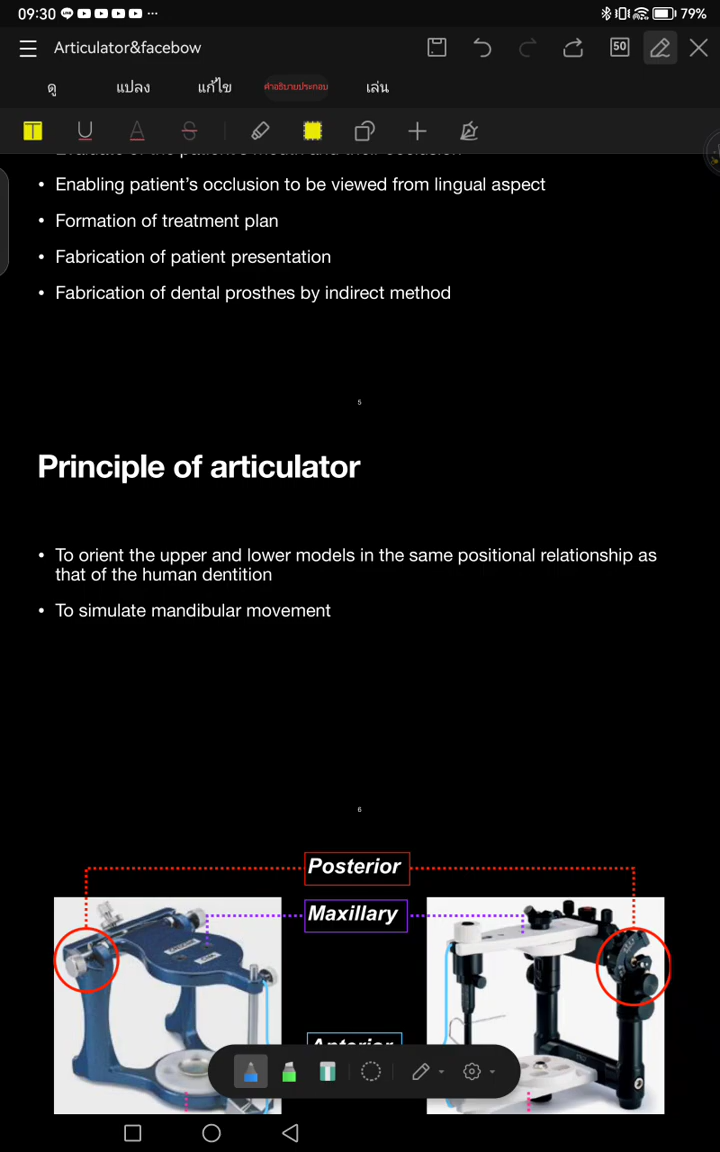 09:30
79%
Articulator&facebow
50
ดู
แปลง
แก้ไข
คำอธิบายประกอบ
เล่น
• Enabling patient's occlusion to be viewed from lingual aspect
• Formation of treatment plan
• Fabrication of patient presentation
• Fabrication of dental prosthes by indirect method
5
Principle of articulator
• To orient the upper and lower models in the same positional relationship as
that of the human dentition
• To simulate mandibular movement
6
Posterior
Maxillary
Anterior